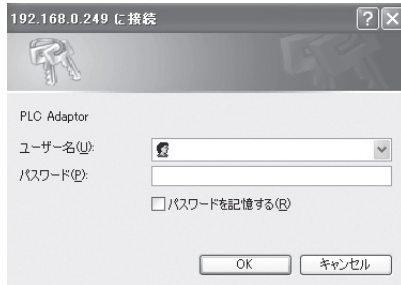 192.168.0.249 に接続
PLC Adaptor
ユーザー名(U):
パスワード(P):
パスワードを記憶する(R)
OK
キャンセル